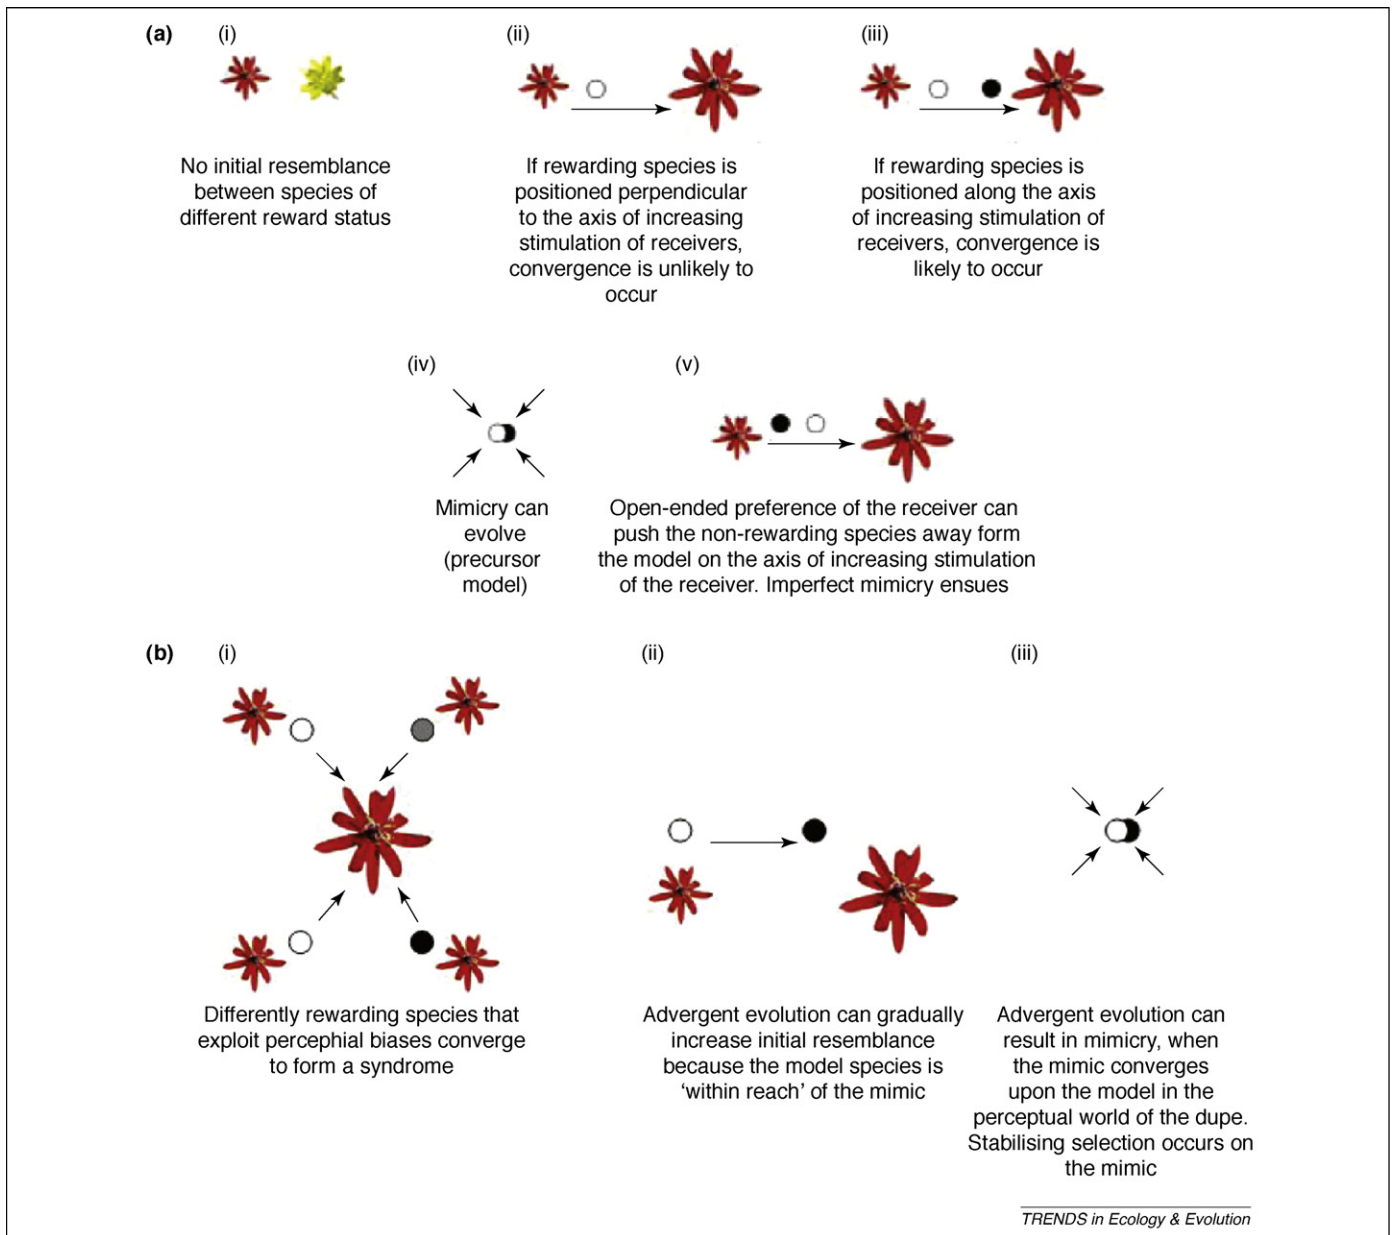 (a) (i) (ii) (iii)
No initial resemblance
between species of
different reward status
If rewarding species is
positioned perpendicular
to the axis of increasing
stimulation of receivers,
convergence is unlikely to
occur
If rewarding species is
positioned along the axis
of increasing stimulation of
receivers, convergence is
likely to occur
(iv) (v)
Mimicry can
evolve
(precursor
model)
Open-ended preference of the receiver can
push the non-rewarding species away form
the model on the axis of increasing stimulation
of the receiver. Imperfect mimicry ensues
(b) (i) (ii) (iii)
Differently rewarding species that
exploit percephial biases converge
to form a syndrome
Advergent evolution can gradually
increase initial resemblance
because the model species is
‘within reach’ of the mimic
Advergent evolution can
result in mimicry, when
the mimic converges
upon the model in the
perceptual world of the dupe.
Stabilising selection occurs on
the mimic
TRENDS in Ecology & Evolution